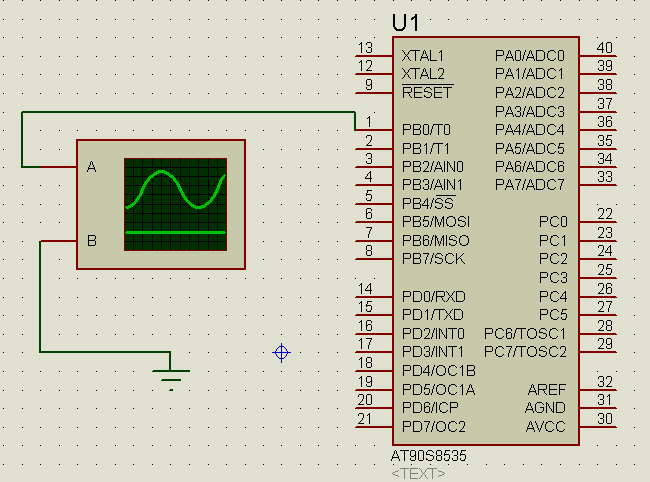 U1
13 XTAL1 PA0/ADC0 40
12 XTAL2 PA1/ADC1 39
9 RESET PA2/ADC2 38
PA3/ADC3 37
1 PB0/T0 PA4/ADC4 36
2 PB1/T1 PA5/ADC5 35
A 3 PB2/AIN0 PA6/ADC6 34
4 PB3/AIN1 PA7/ADC7 33
5 PB4/SS
6 PB5/MOSI PC0 22
B 7 PB6/MISO PC1 23
8 PB7/SCK PC2 24
PC3 25
14 PD0/RXD PC4 26
15 PD1/TXD PC5 27
16 PD2/INT0 PC6/TOSC1 28
17 PD3/INT1 PC7/TOSC2 29
18 PD4/OC1B
19 PD5/OC1A AREF 32
20 PD6/ICP AGND 31
21 PD7/OC2 AVCC 30
AT90S8535
<TEXT>